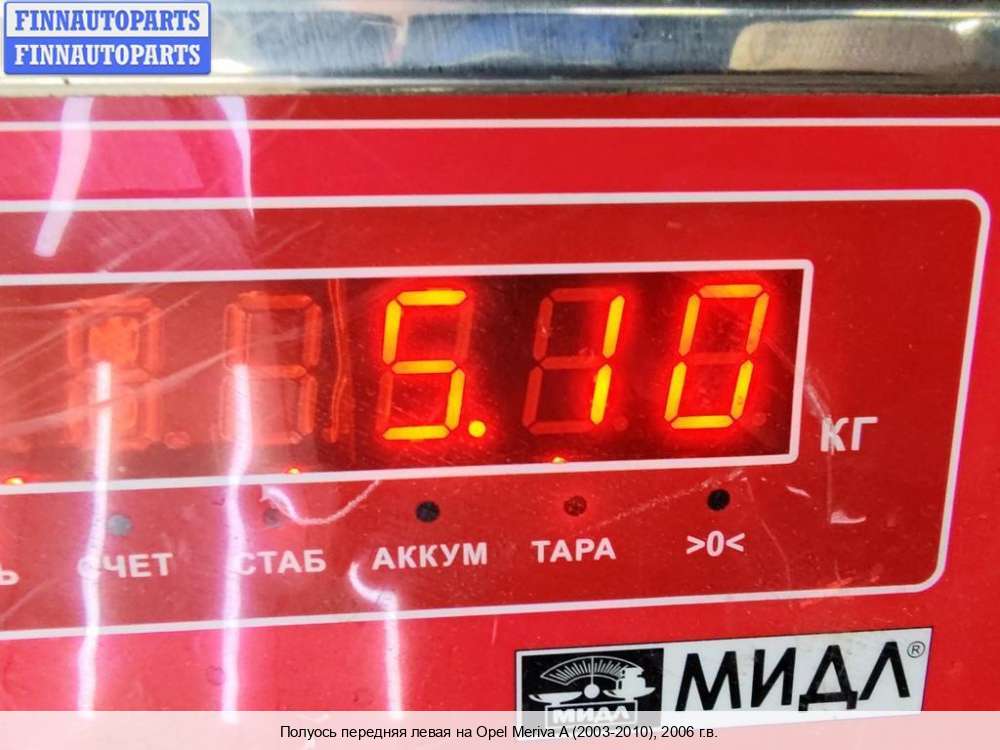 FINNAUTOPARTS
FINNAUTOPARTS
5.10
КГ
СЧЕТ СТАБ АККУМ ТАРА >0<
МИДЛ МИДЛ®
Полуось передняя левая на Opel Meriva A (2003-2010), 2006 г.в.